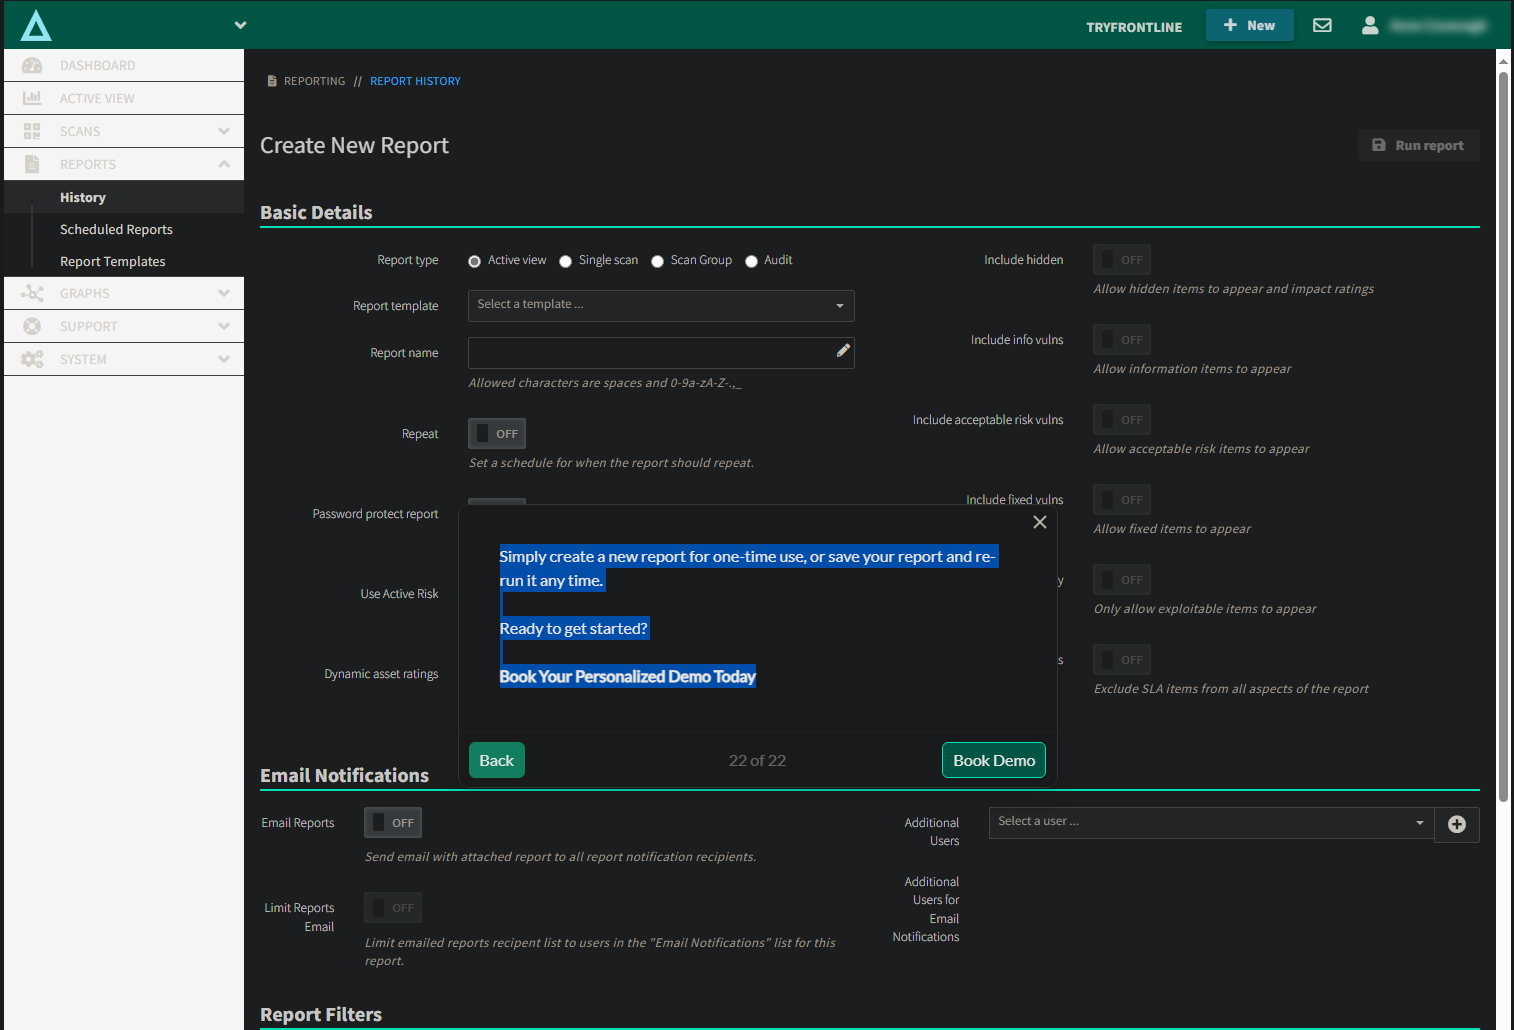 TRYFRONTLINE
New
DASHBOARD
ACTIVE VIEW
SCANS
REPORTS
History
Scheduled Reports
Report Templates
GRAPHS
SUPPORT
SYSTEM
REPORTING // REPORT HISTORY
Create New Report
Run report
Basic Details
Report type
Active view
Single scan
Scan Group
Audit
Report template
Select a template ...
Report name
Allowed characters are spaces and 0-9a-zA-Z-.,_
Repeat
OFF
Set a schedule for when the report should repeat.
Password protect report
Use Active Risk
Dynamic asset ratings
Include hidden
OFF
Allow hidden items to appear and impact ratings
Include info vulns
OFF
Allow information items to appear
Include acceptable risk vulns
OFF
Allow acceptable risk items to appear
Include fixed vulns
OFF
Allow fixed items to appear
y
OFF
Only allow exploitable items to appear
s
OFF
Exclude SLA items from all aspects of the report
Simply create a new report for one-time use, or save your report and re-
run it any time.
Ready to get started?
Book Your Personalized Demo Today
Back
22 of 22
Book Demo
Email Notifications
Email Reports
OFF
Send email with attached report to all report notification recipients.
Limit Reports
Email
OFF
Limit emailed reports recipent list to users in the "Email Notifications" list for this
report.
Additional
Users
Select a user ...
Additional
Users for
Email
Notifications
Report Filters